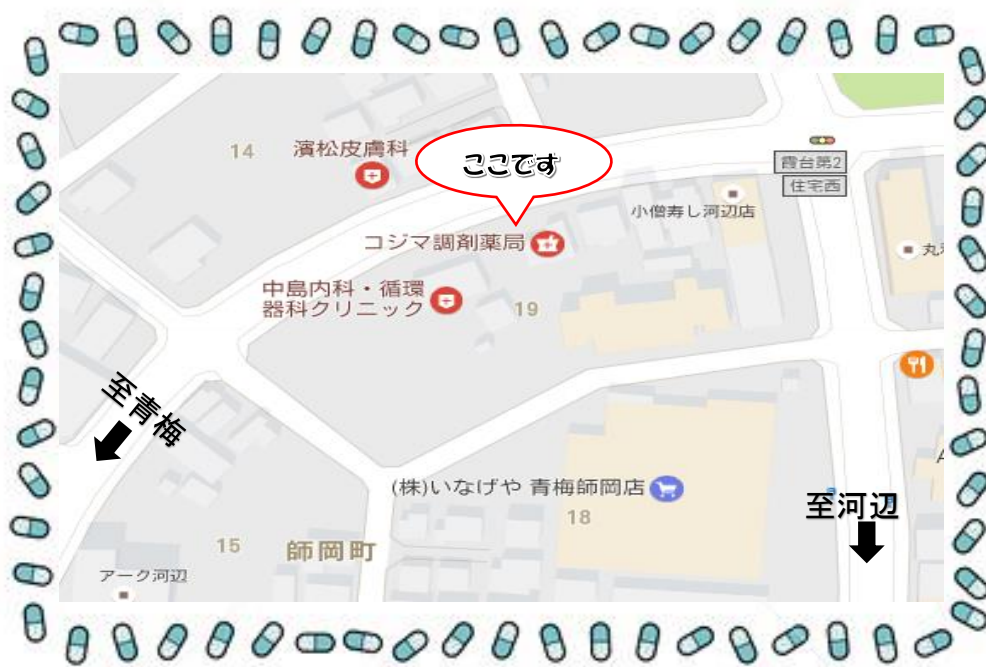 14
濱松皮膚科
ここです
霞台第2
住宅西
小僧寿し河辺店
コジマ調剤薬局
中島内科・循環
器科クリニック
19
至青梅
(株)いなげや 青梅師岡店
18
至河辺
15
師岡町
アーク河辺